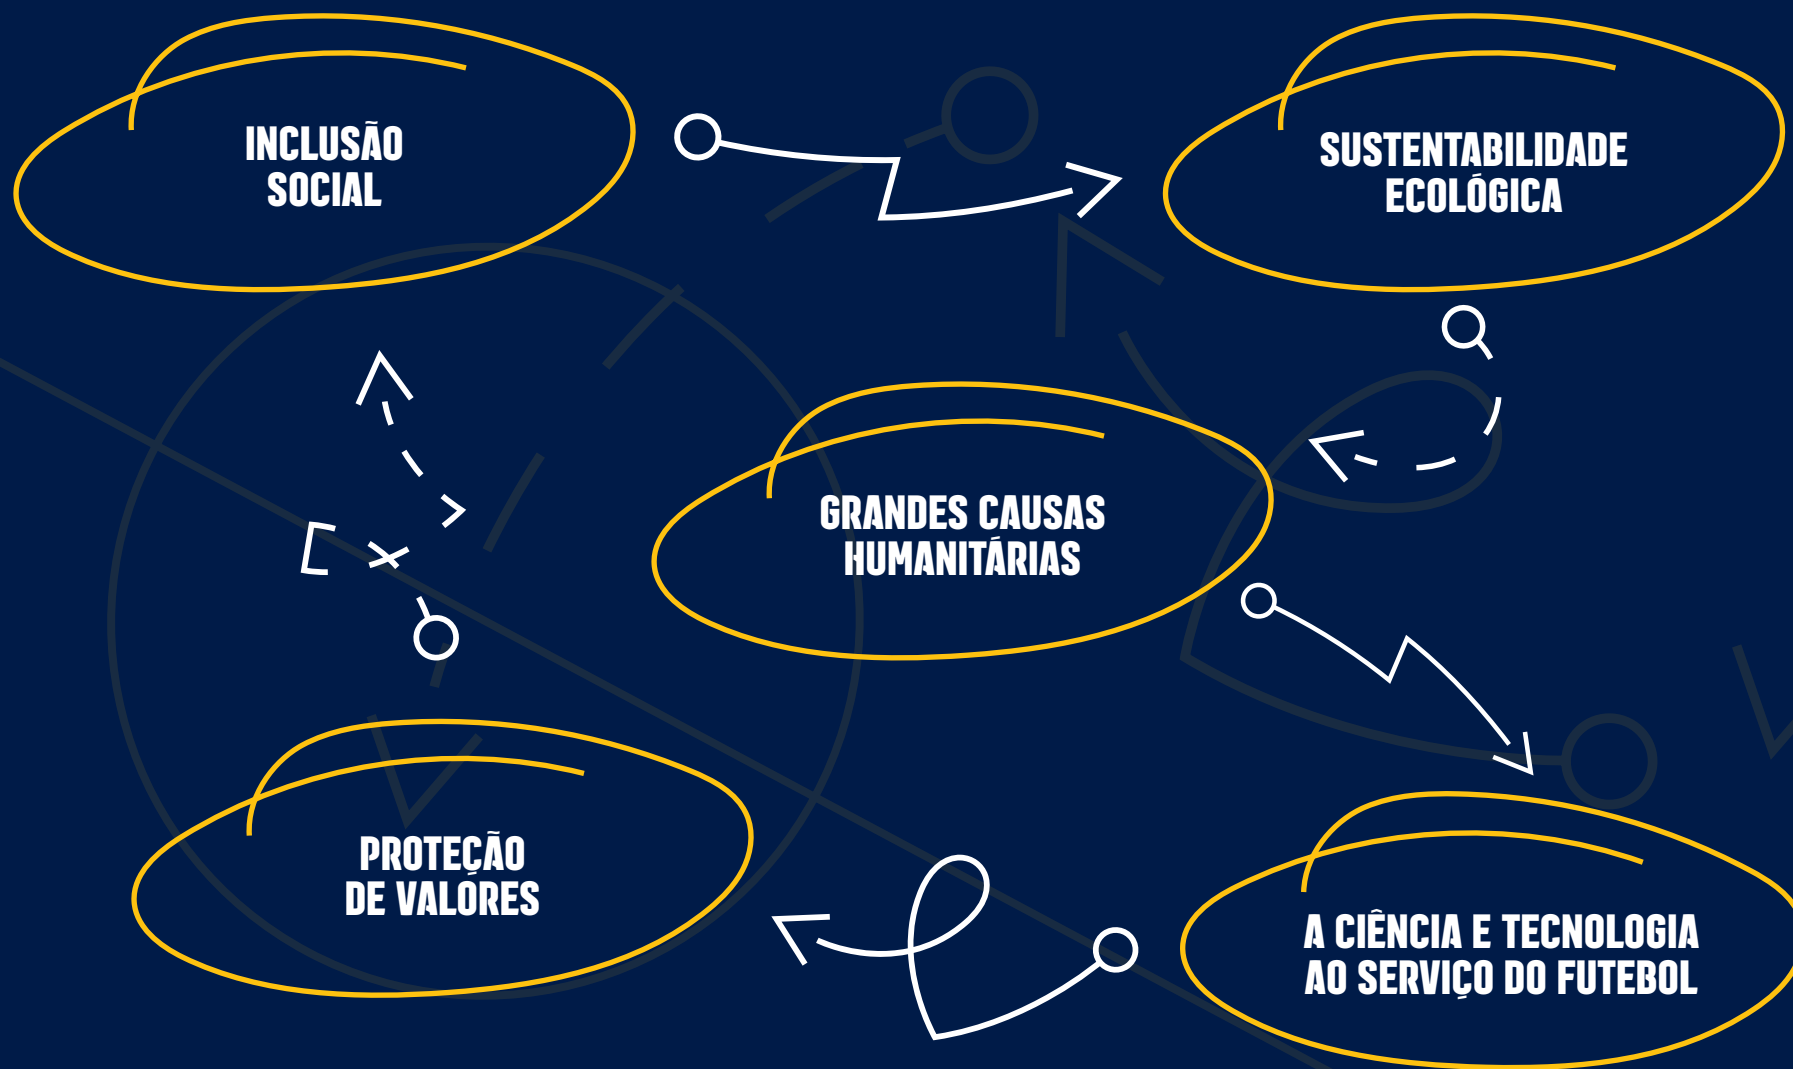 INCLUSÃO
SOCIAL
SUSTENTABILIDADE
ECOLÓGICA
GRANDES CAUSAS
HUMANITÁRIAS
PROTEÇÃO
DE VALORES
A CIÊNCIA E TECNOLOGIA
AO SERVIÇO DO FUTEBOL